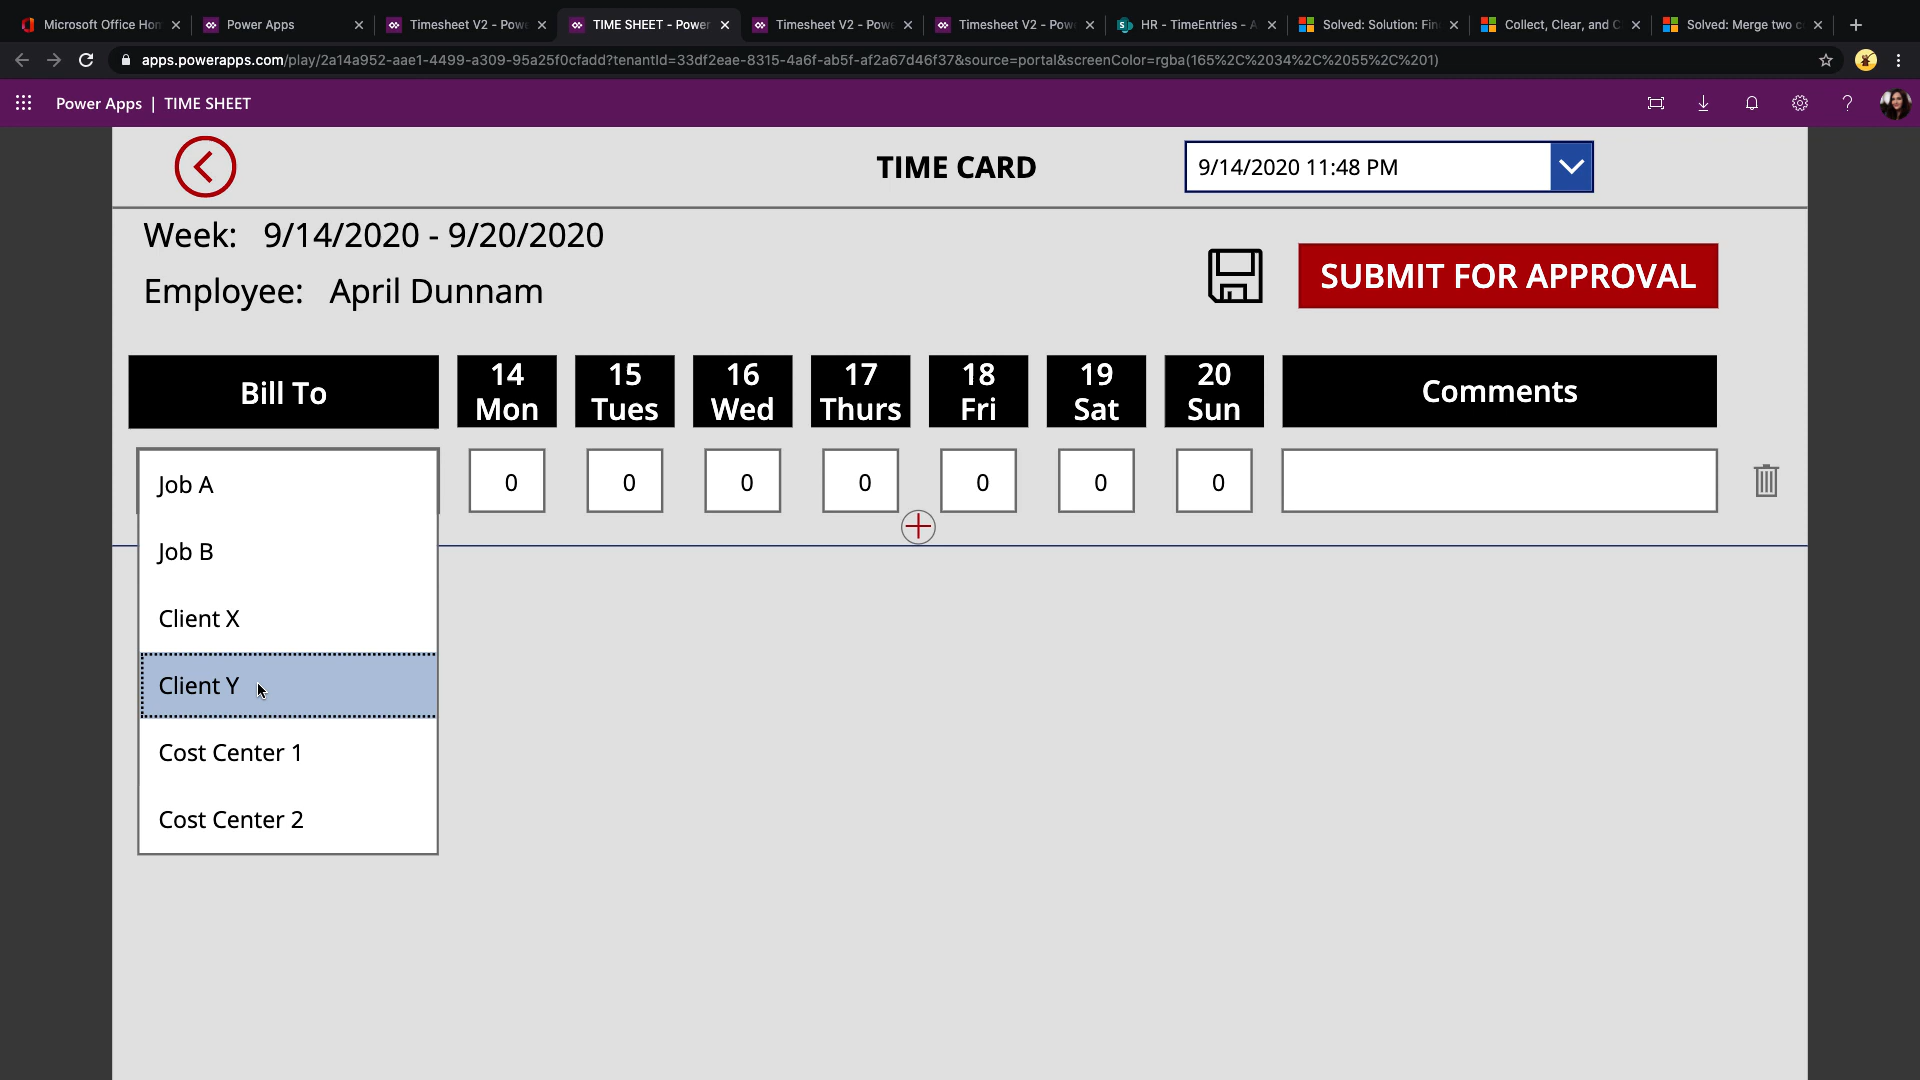 Microsoft Office Hom
Power Apps
Timesheet V2 - Pow
TIME SHEET - Power
Timesheet V2 - Pow
Timesheet V2 - Pow
HR - TimeEntries - A
Solved: Solution: Fin
Collect, Clear, and C
Solved: Merge two c
apps.powerapps.com/play/2a14a952-aae1-4499-a309-95a25f0cfadd?tenantId=33df2eae-8315-4a6f-ab5f-af2a67d46f37&source=portal&screenColor=rgba(165%2C%2034%2C%2055%2C%201)
Power Apps | TIME SHEET
TIME CARD
9/14/2020 11:48 PM
Week: 9/14/2020 - 9/20/2020
Employee: April Dunnam
SUBMIT FOR APPROVAL
Bill To
14 Mon
15 Tues
16 Wed
17 Thurs
18 Fri
19 Sat
20 Sun
Comments
0 0 0 0 0 0 0
Job A
Job B
Client X
Client Y
Cost Center 1
Cost Center 2